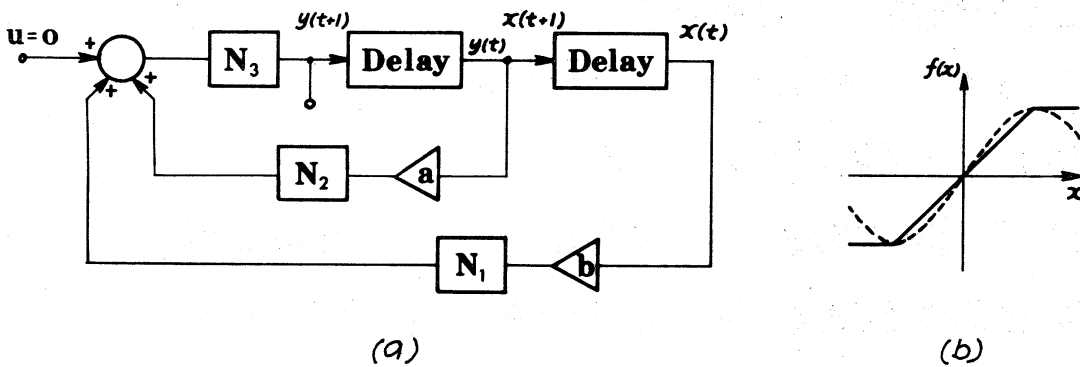 y(t+1)
x(t+1)
x(t)
u=0
+
N₃
Delay
y(t)
Delay
f(x)
+
+
N₂
a
x
N₁
b
(a)
(b)